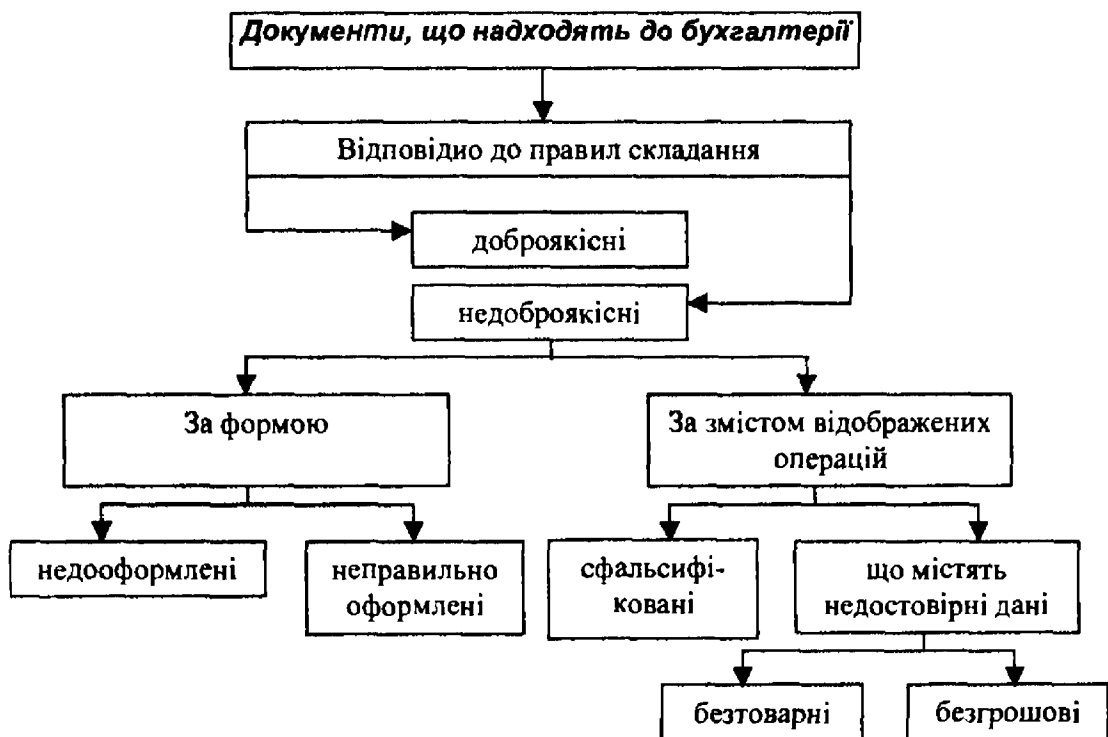 Документи, що надходять до бухгалтерії
Відповідно до правил складання
доброякісні
недоброякісні
За формою
За змістом відображених
операцій
недооформлені
неправильно
оформлені
сфальсифі-
ковані
що містять
недостовірні дані
безтоварні
безгрошові